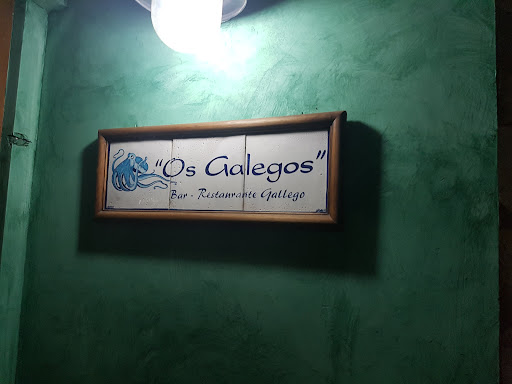 "Os Galegos"
Bar - Restaurante Gallego